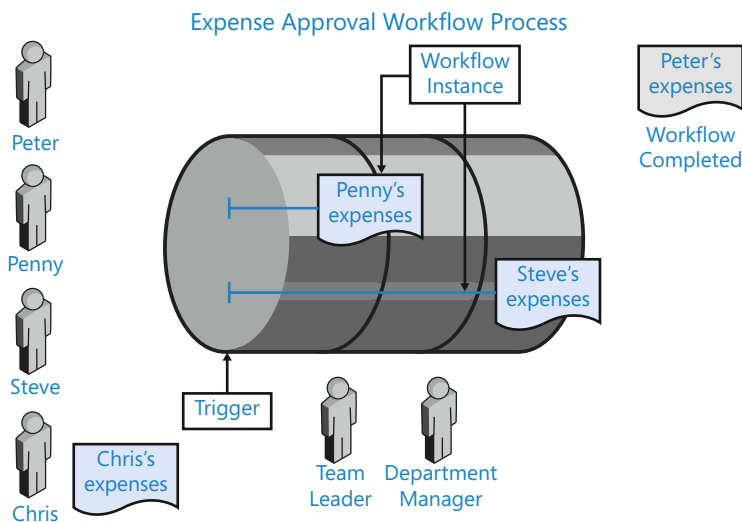 Expense Approval Workflow Process
Workflow
Instance
Peter's
expenses
Workflow
Completed
Peter
Penny's
expenses
Penny
Steve's
expenses
Steve
Trigger
Chris's
expenses
Chris
Team
Leader
Department
Manager